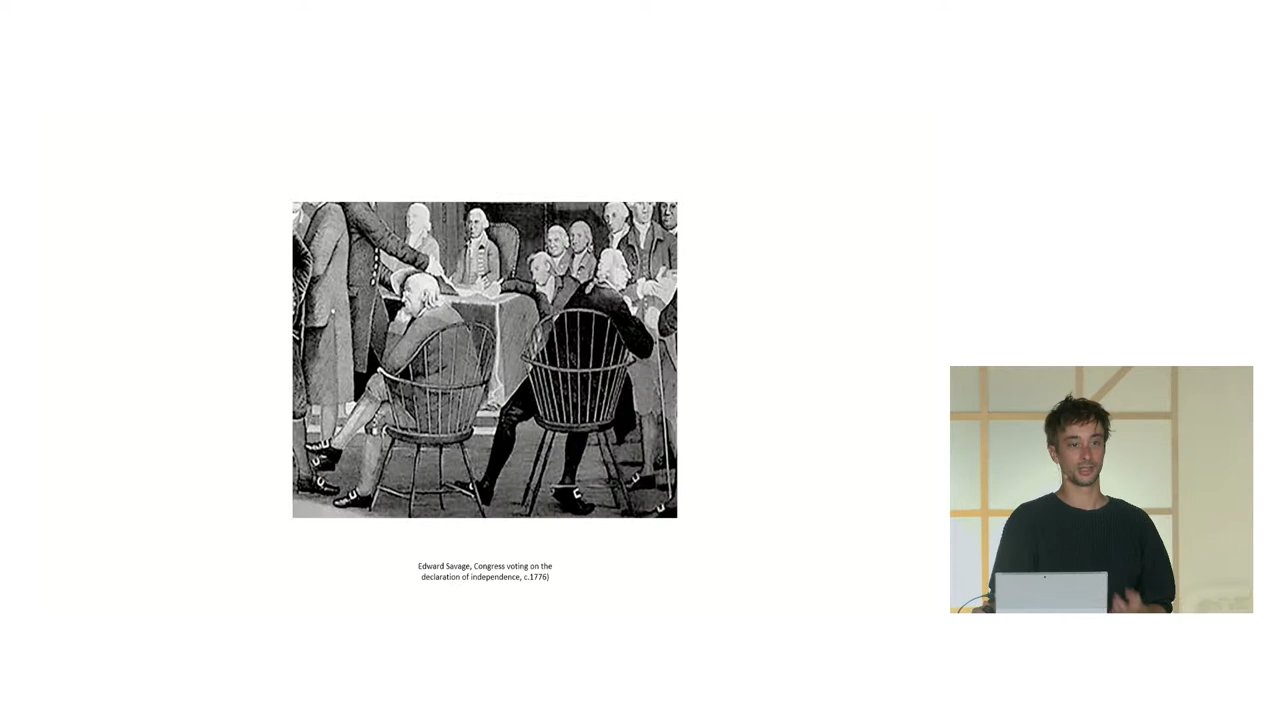 Edward Savage, Congress voting on the
declaration of independence, c.1776)